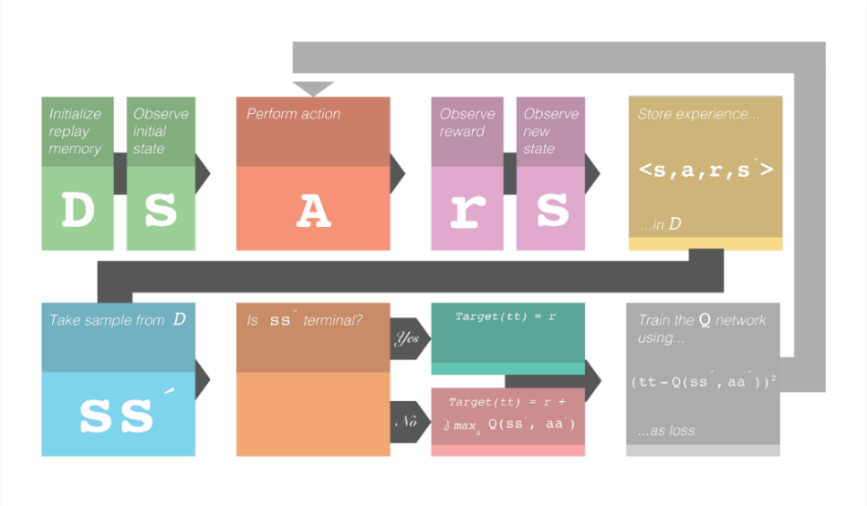 Initialize
replay
memory
D
Observe
initial
state
s
Perform action
A
Observe
reward
r
Observe
new
state
s
Store experience...
<s,a,r,s´>
...in D
Take sample from D
ss´
Is ss´ terminal?
Yes
No
Target(tt) = r
Target(tt) = r +
maxₐ Q(ss´, aa´)
Train the Q network
using...
(tt-Q(ss´,aa´))²
...as loss